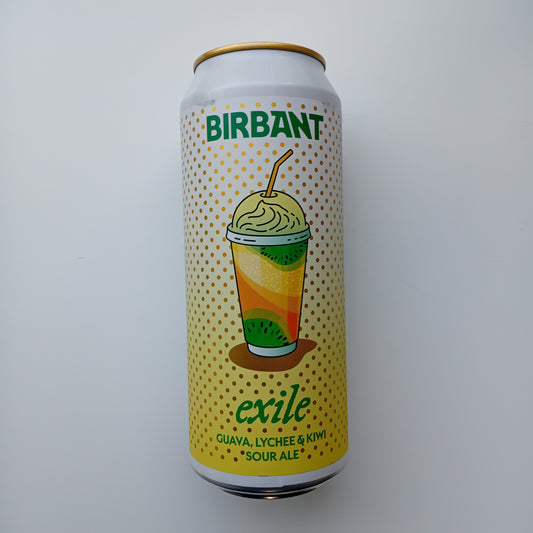 BIRBANT
exile
GUAVA, LYCHEE & KIWI
SOUR ALE